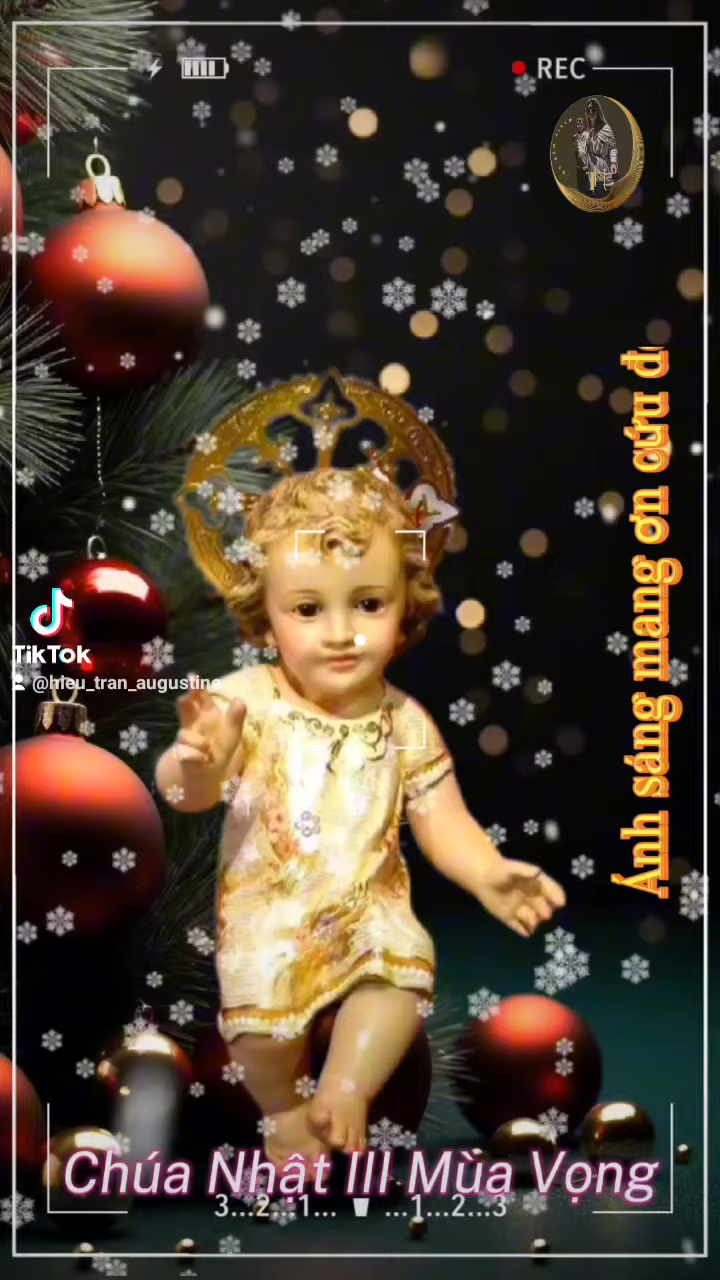 REC
TikTok
@hieu_tran_augustine
Ánh sáng mang ơn cứu đ
Chúa Nhật III Mùa Vọng
3...2...1... ...1...2...3